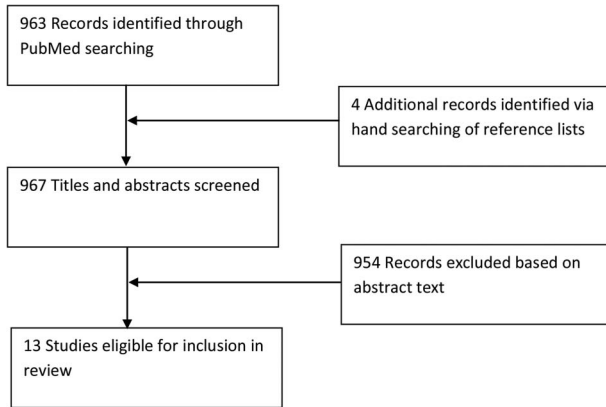 963 Records identified through
PubMed searching
4 Additional records identified via
hand searching of reference lists
967 Titles and abstracts screened
954 Records excluded based on
abstract text
13 Studies eligible for inclusion in
review